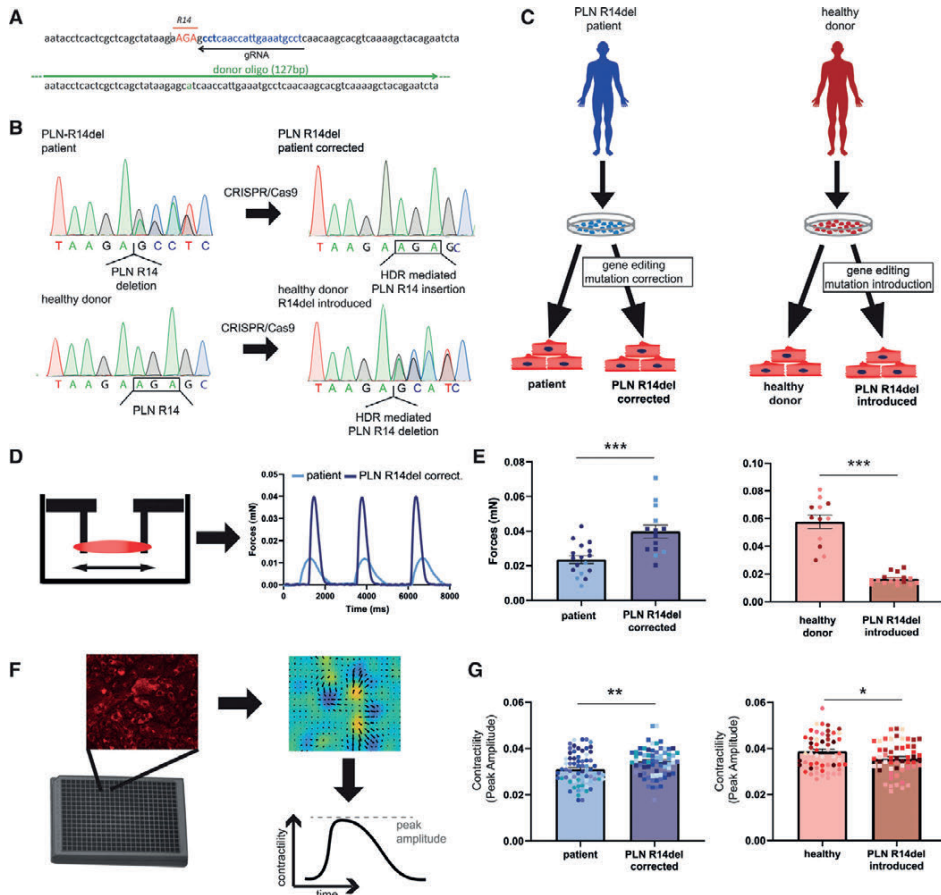 A
R14
aatacctcactcgctcagctataagaAGAgcctcaaccattgaaatgcctcaacaagcacgtcaaaagctacagaatcta
gRNA
donor oligo (127bp)
aatacctcactcgctcagctataagagcatcaaccattgaaatgcctcaacaagcacgtcaaaagctacagaatcta
B
PLN-R14del
patient
CRISPR/Cas9
PLN R14del
patient corrected
T A A G A G C C T C
PLN R14
deletion
T A A G A A G A G C
HDR mediated
PLN R14 insertion
healthy donor
CRISPR/Cas9
healthy donor
R14del introduced
T A A G A A G A G C
PLN R14
T A A G A G C A T C
HDR mediated
PLN R14 deletion
C
PLN R14del
patient
healthy
donor
gene editing
mutation correction
gene editing
mutation introduction
patient
PLN R14del
corrected
healthy
donor
PLN R14del
introduced
D
patient
PLN R14del correct.
Forces (mN)
0.05
0.04
0.03
0.02
0.01
0.00
0 2000 4000 6000 8000
Time (ms)
E
***
Forces (mN)
0.08
0.06
0.04
0.02
0.00
patient
PLN R14del
corrected
***
0.10
0.08
0.06
0.04
0.02
0.00
healthy
donor
PLN R14del
introduced
F
contractility
time
peak
amplitude
G
**
Contractility
(Peak Amplitude)
0.06
0.04
0.02
0.00
patient
PLN R14del
corrected
*
Contractility
(Peak Amplitude)
0.06
0.04
0.02
0.00
healthy
PLN R14del
introduced